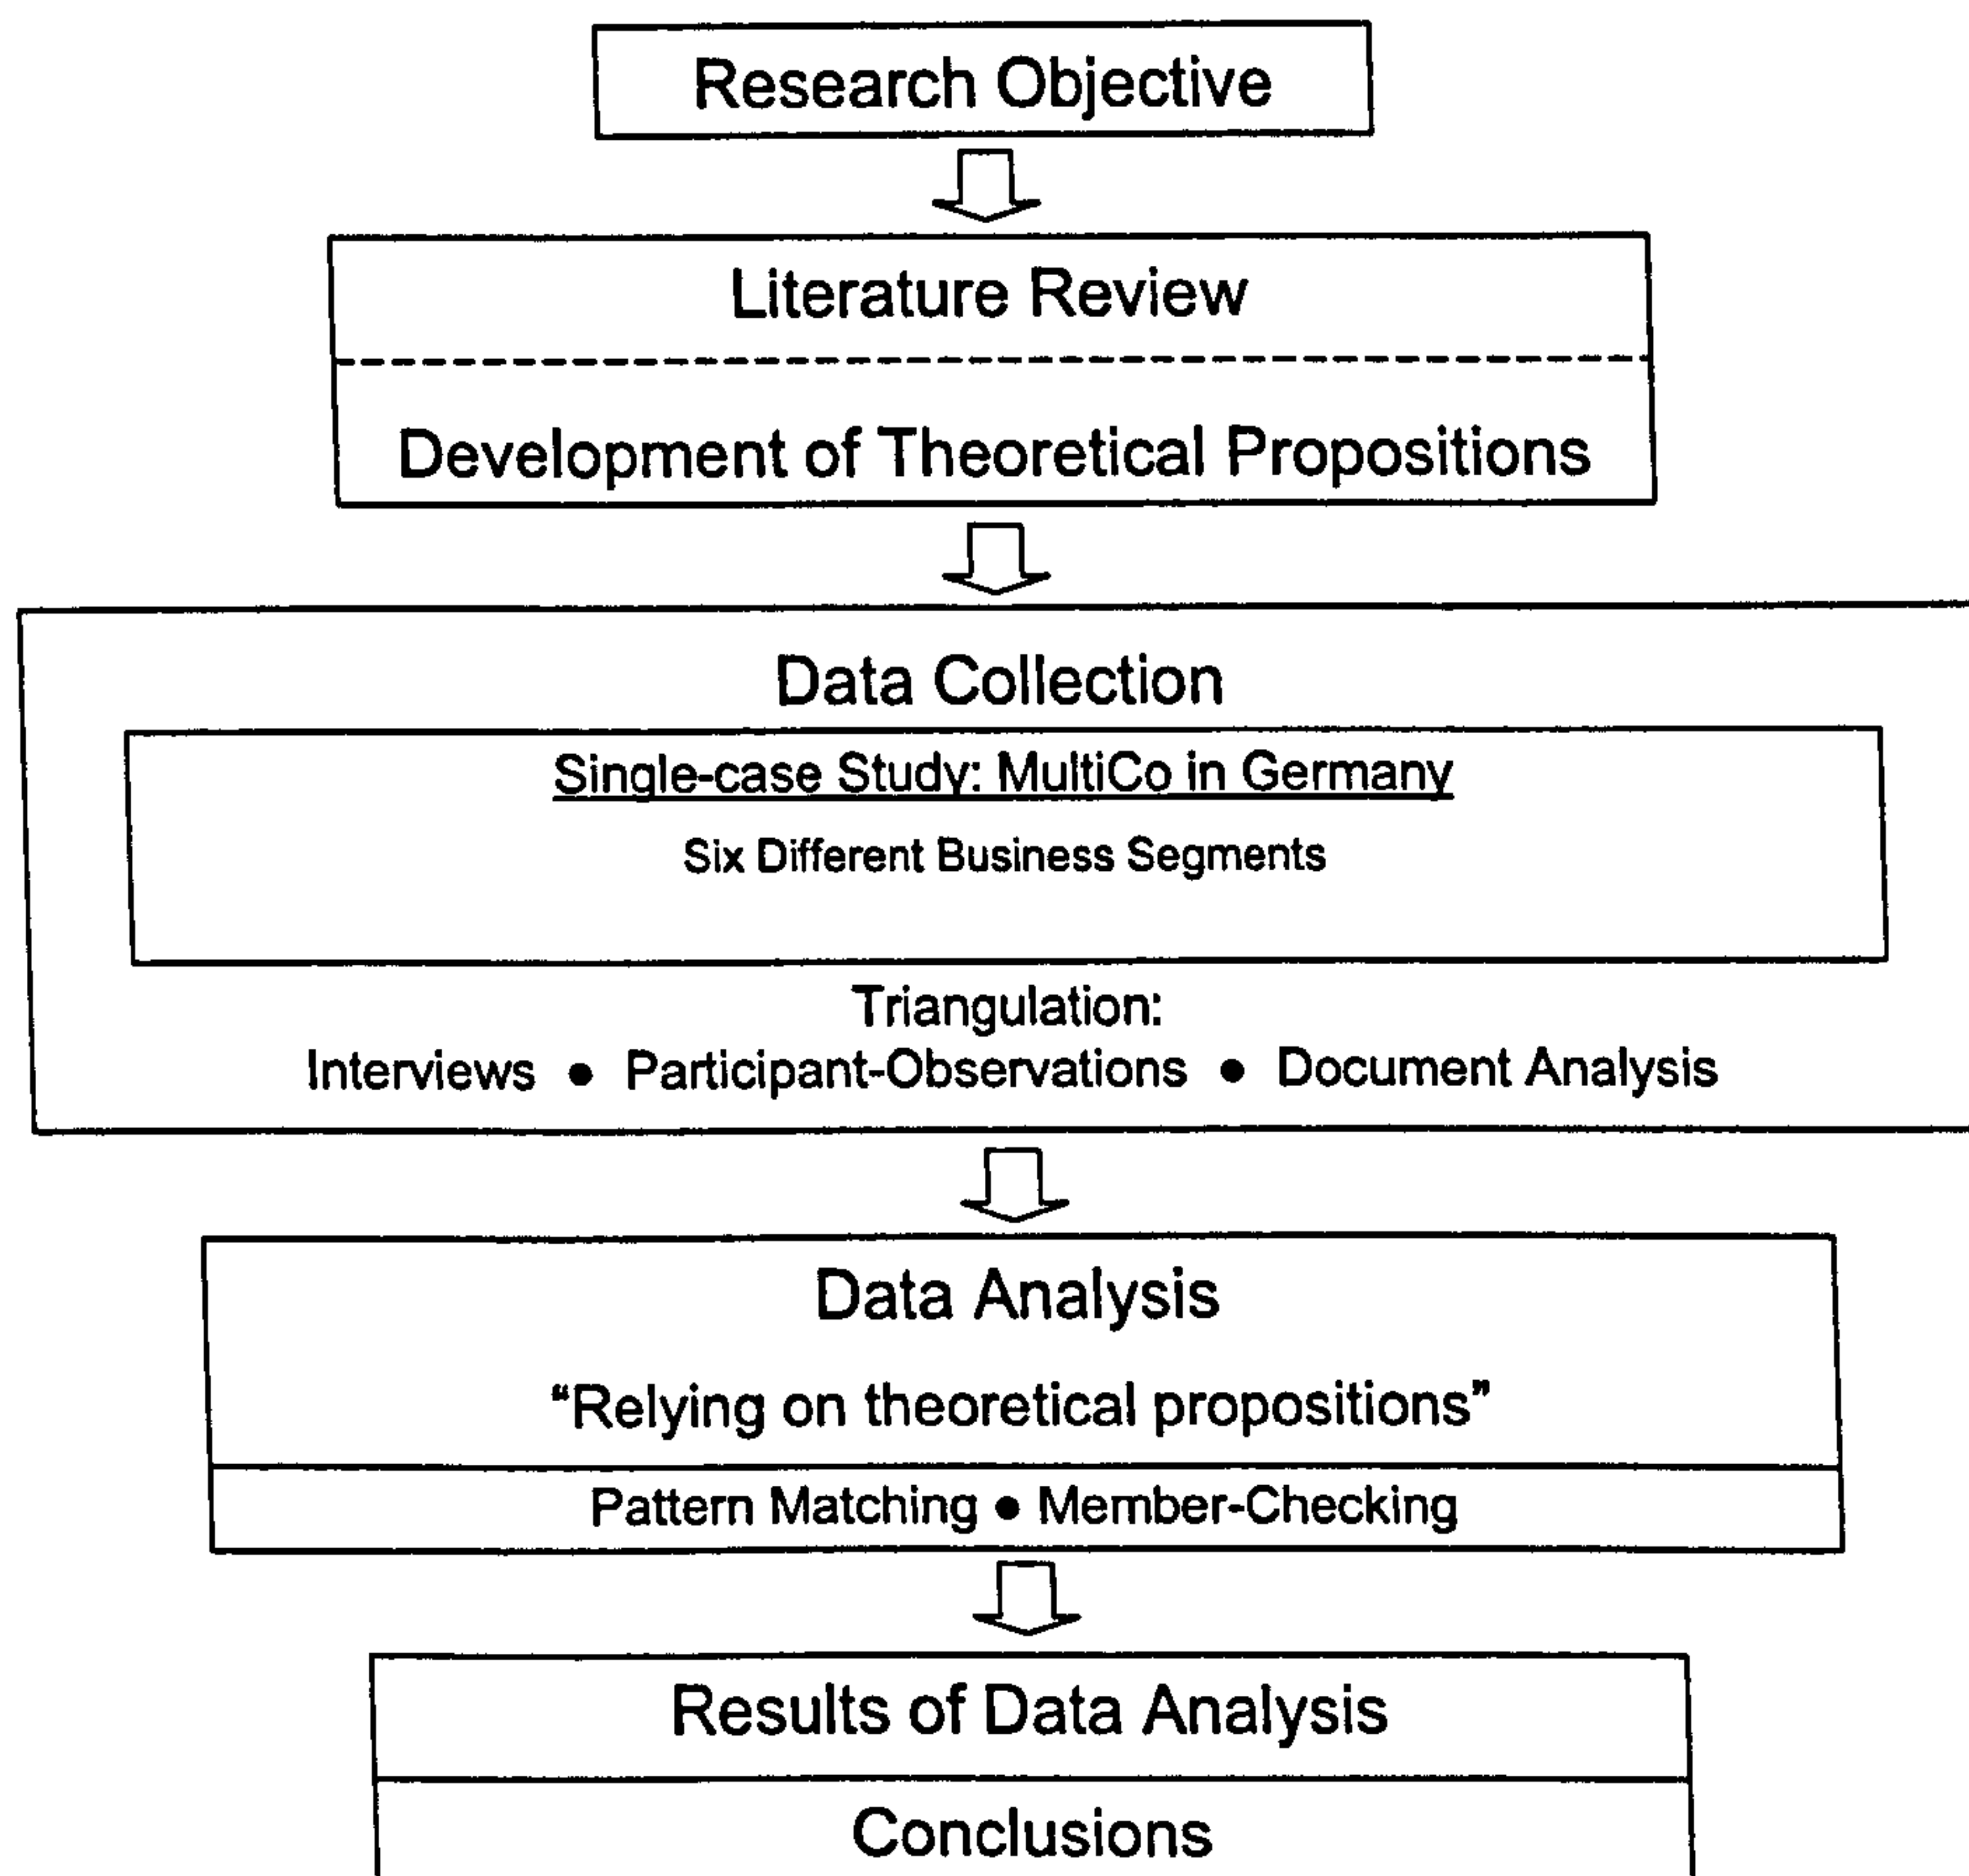 Research Objective
Literature Review
Development of Theoretical Propositions
Data Collection
Single-case Study: MultiCo in Germany
Six Different Business Segments
Triangulation:
Interviews ● Participant-Observations ● Document Analysis
Data Analysis
“Relying on theoretical propositions”
Pattern Matching ● Member-Checking
Results of Data Analysis
Conclusions